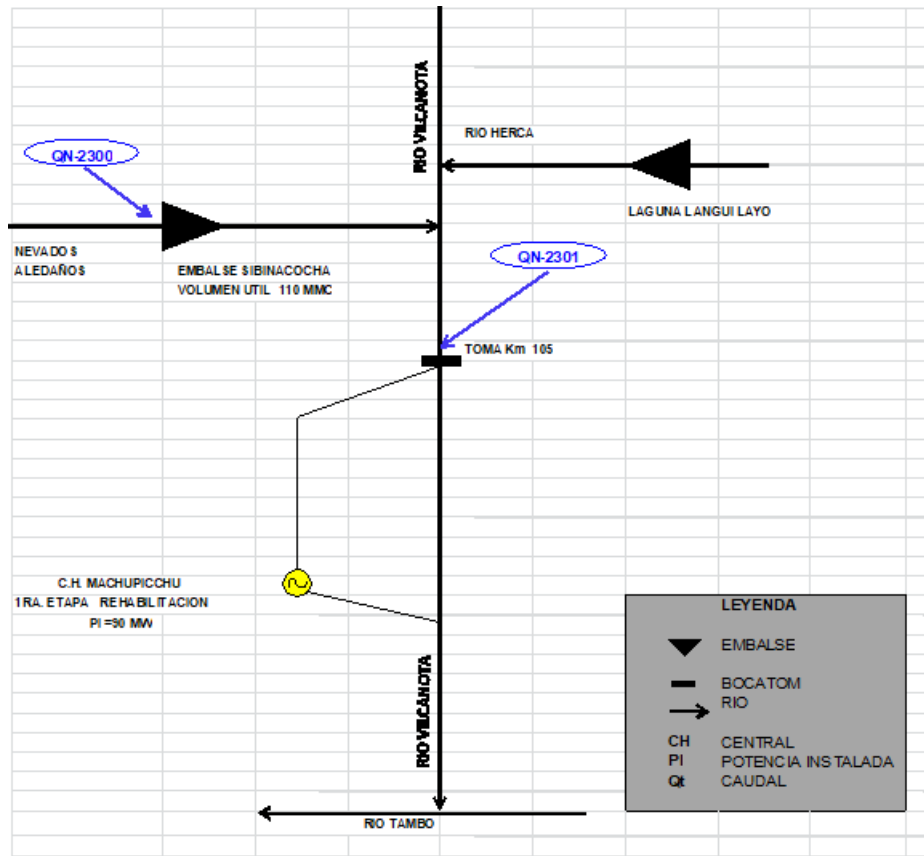 RIO VILCANOTA
RIO HERCA
QN-2300
LAGUNA LANGUI LAYO
NEVADOS
ALEDAÑOS
EMBALSE SIBINACOCHA
VOLUMEN UTIL 110 MMC
QN-2301
TOMA Km 105
C.H. MACHUPICCHU
1RA. ETAPA REHABILITACION
PI =90 MW
RIO VILCANOTA
RIO TAMBO
LEYENDA
EMBALSE
BOCATOM
RIO
CH CENTRAL
PI POTENCIA INSTALADA
Qt CAUDAL